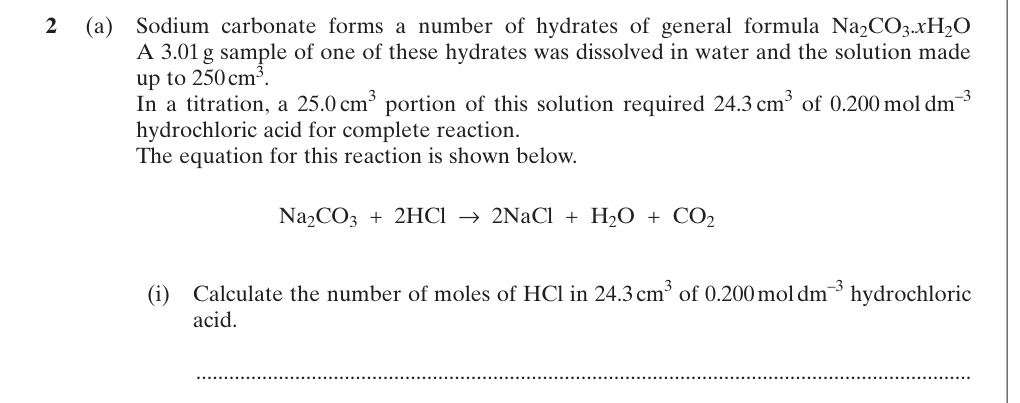 2 (a) Sodium carbonate forms a number of hydrates of general formula Na₂CO₃.xH₂O
A 3.01 g sample of one of these hydrates was dissolved in water and the solution made
up to 250 cm³.
In a titration, a 25.0 cm³ portion of this solution required 24.3 cm³ of 0.200 mol dm⁻³
hydrochloric acid for complete reaction.
The equation for this reaction is shown below.
Na₂CO₃ + 2HCl → 2NaCl + H₂O + CO₂
(i) Calculate the number of moles of HCl in 24.3 cm³ of 0.200 mol dm⁻³ hydrochloric
acid.